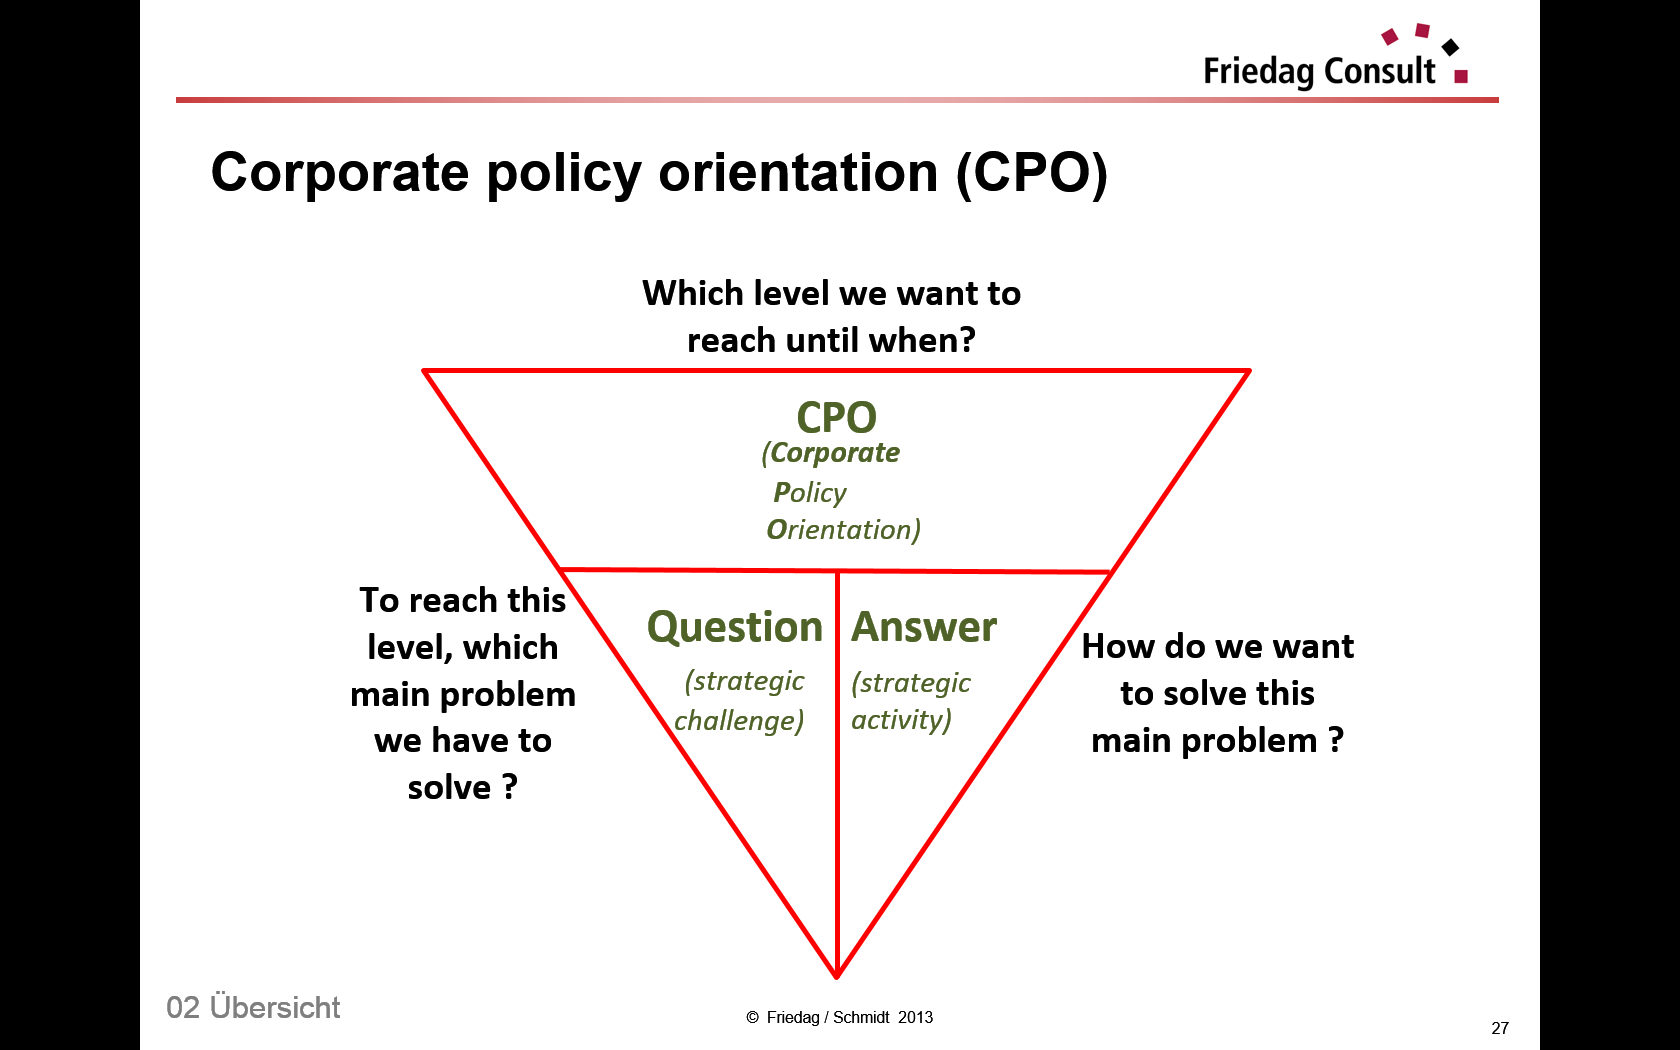 Friedag Consult
Corporate policy orientation (CPO)
Which level we want to
reach until when?
CPO
(Corporate
Policy
Orientation)
To reach this
level, which
main problem
we have to
solve ?
Question
(strategic
challenge)
Answer
(strategic
activity)
How do we want
to solve this
main problem ?
02 Übersicht
© Friedag / Schmidt 2013
27